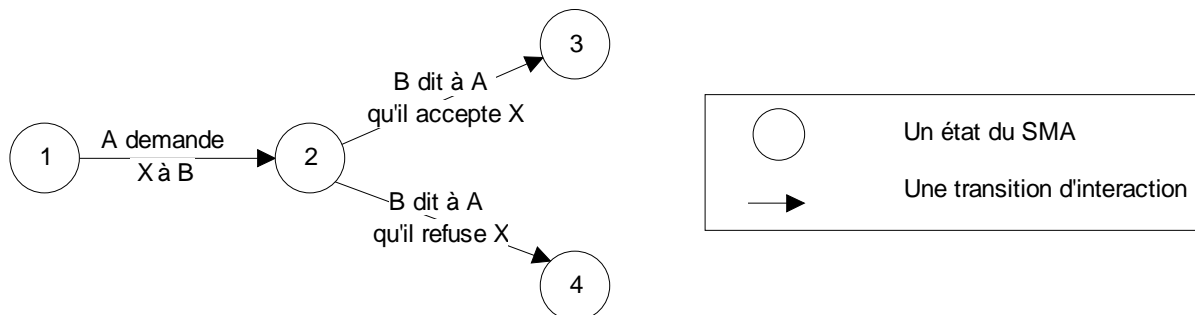 3
B dit à A
qu'il accepte X
1
A demande
X à B
2
B dit à A
qu'il refuse X
4
Un état du SMA
Une transition d'interaction